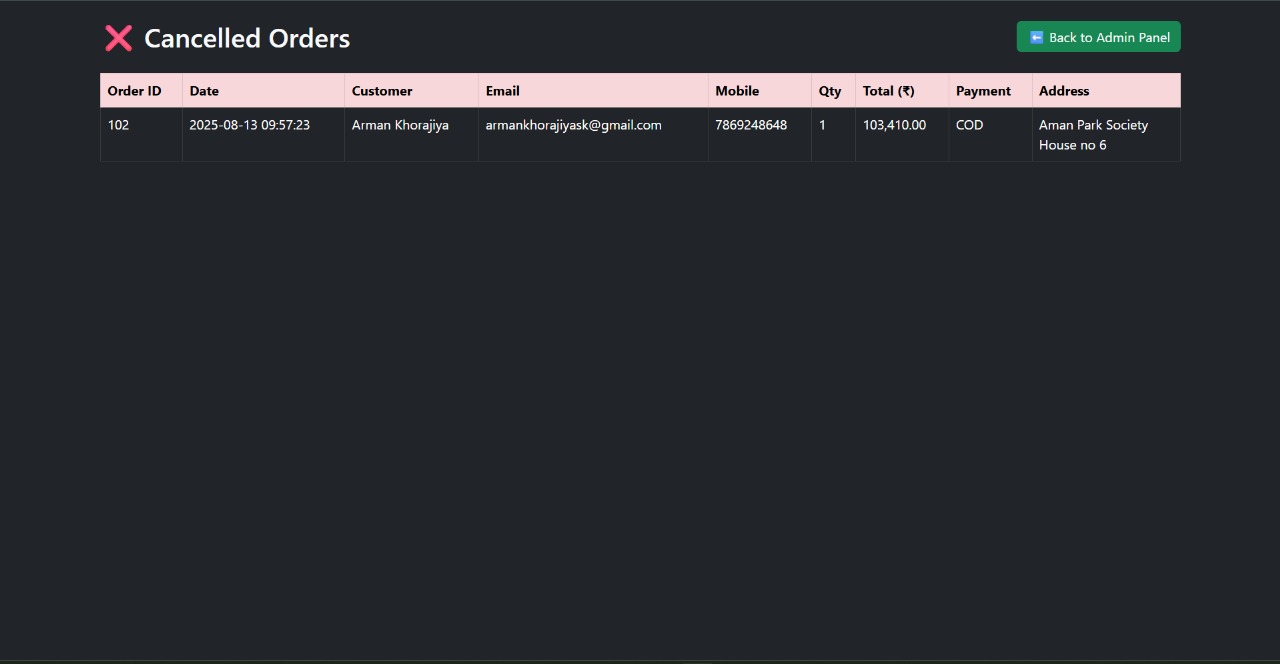 ❌ Cancelled Orders
⬅️ Back to Admin Panel
Order ID Date Customer Email Mobile Qty Total (₹) Payment Address
102 2025-08-13 09:57:23 Arman Khorajiya armankhorajiyask@gmail.com 7869248648 1 103,410.00 COD Aman Park Society
House no 6